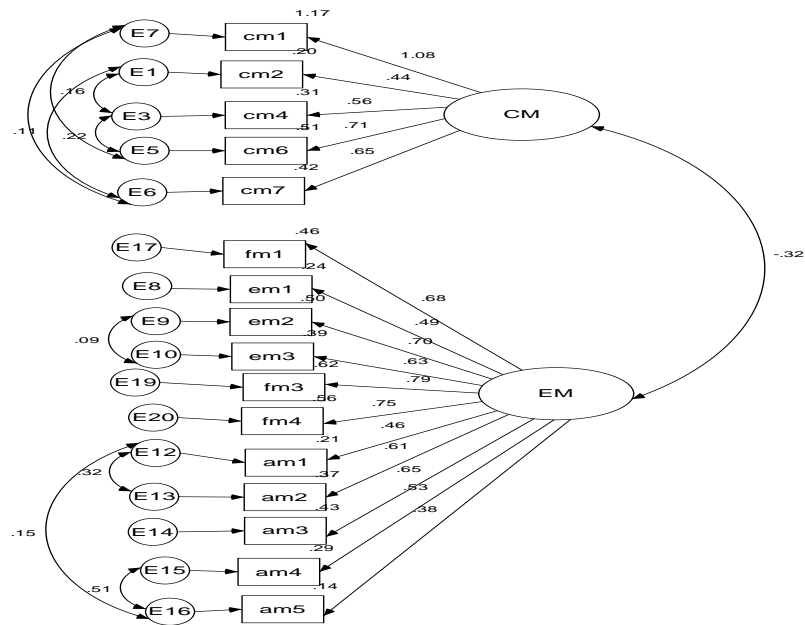 1.17
E7
cm1
1.08
.20
E1
cm2
.44
.16
.31
E3
cm4
.56
CM
.11
.22
.51
.71
E5
cm6
.65
.42
E6
cm7
.46
E17
fm1
-.32
.24
E8
em1
.50
.68
E9
em2
.49
.09
.39
.70
E10
em3
.62
.63
E19
fm3
.79
EM
.56
.75
E20
fm4
.46
.21
.61
E12
am1
.32
.37
.65
E13
am2
.53
.43
.38
.15
E14
am3
.29
E15
am4
.51
.14
E16
am5